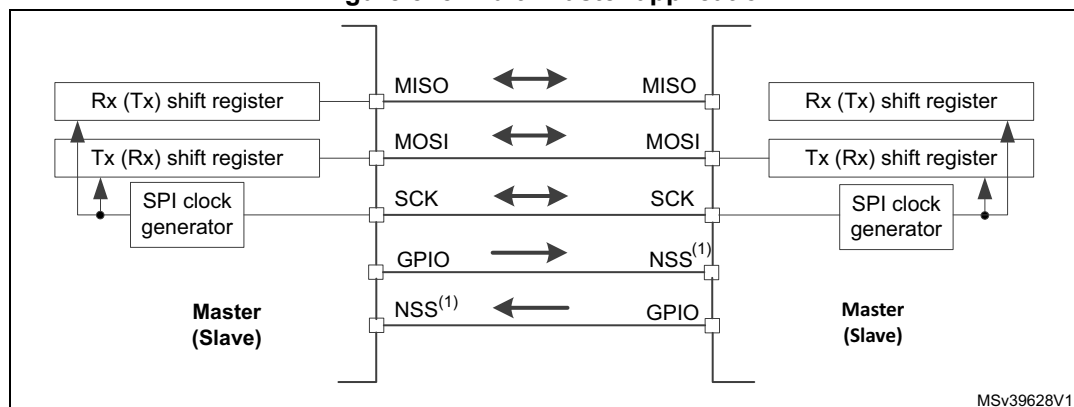 MISO MISO
Rx (Tx) shift register Rx (Tx) shift register
MOSI MOSI
Tx (Rx) shift register Tx (Rx) shift register
SCK SCK
SPI clock generator SPI clock generator
GPIO NSS(1)
NSS(1) GPIO
Master (Slave) Master (Slave)
MSv39628V1